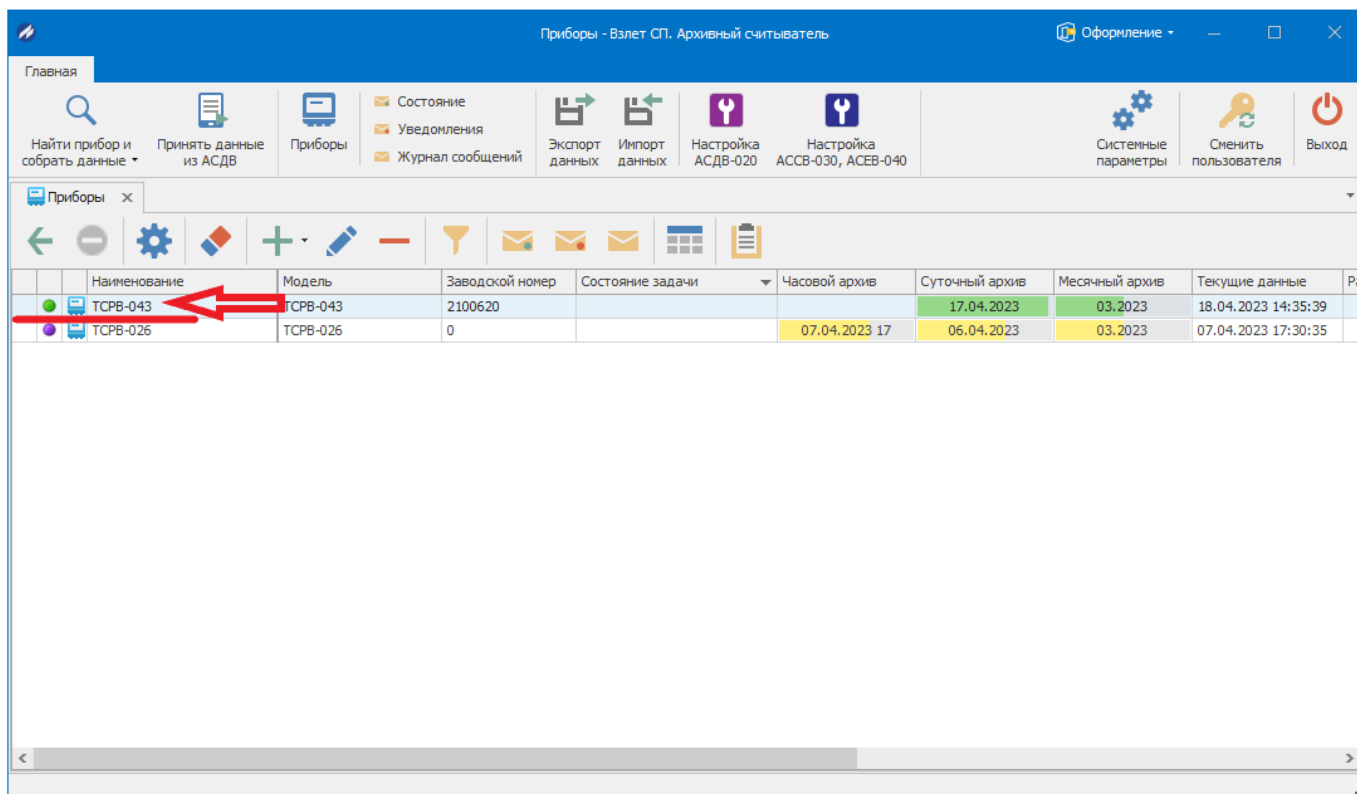 Приборы - Взлет СП. Архивный считыватель
Оформление
Главная
Найти прибор и собрать данные
Принять данные из АСДВ
Приборы
Состояние
Уведомления
Журнал сообщений
Экспорт данных
Импорт данных
Настройка АСДВ-020
Настройка АССВ-030, АСЕВ-040
Системные параметры
Сменить пользователя
Выход
Приборы x
Наименование Модель Заводской номер Состояние задачи Часовой архив Суточный архив Месячный архив Текущие данные Ра
ТСРВ-043 ТСРВ-043 2100620 17.04.2023 03.2023 18.04.2023 14:35:39
ТСРВ-026 ТСРВ-026 0 07.04.2023 17 06.04.2023 03.2023 07.04.2023 17:30:35